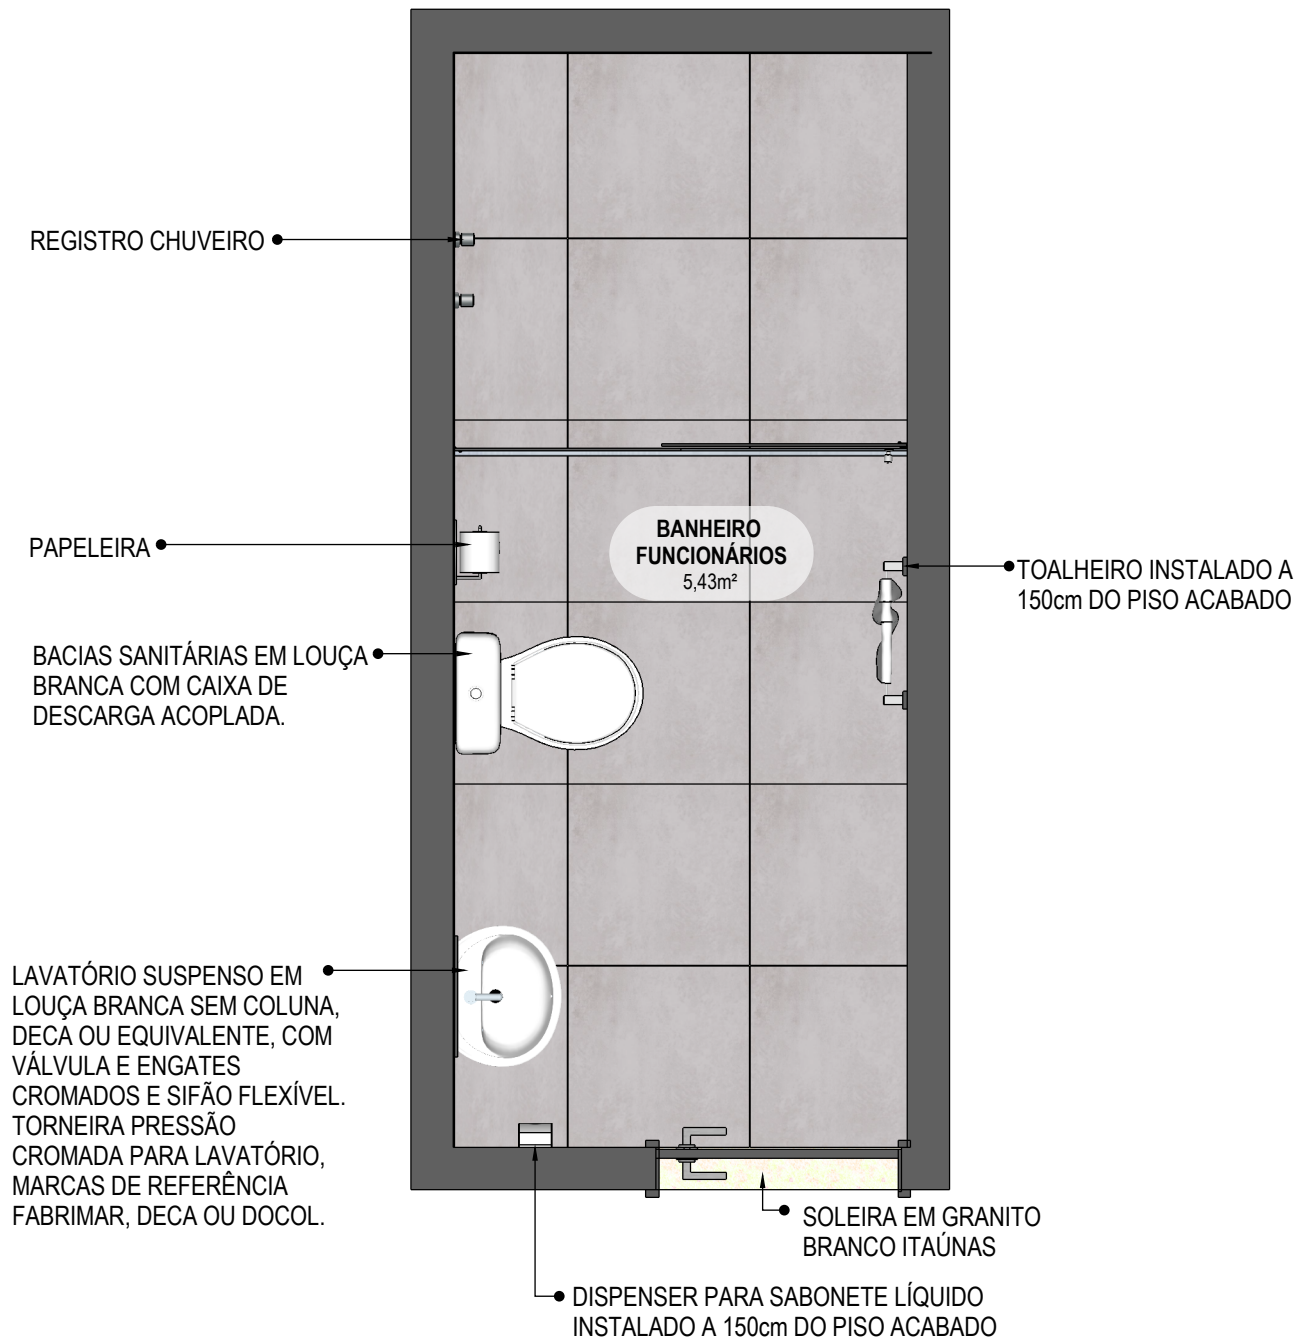 REGISTRO CHUVEIRO
BANHEIRO
FUNCIONÁRIOS
5,43m²
PAPELEIRA
TOALHEIRO INSTALADO A
150cm DO PISO ACABADO
BACIAS SANITÁRIAS EM LOUÇA
BRANCA COM CAIXA DE
DESCARGA ACOPLADA.
LAVATÓRIO SUSPENSO EM
LOUÇA BRANCA SEM COLUNA,
DECA OU EQUIVALENTE, COM
VÁLVULA E ENGATES
CROMADOS E SIFÃO FLEXÍVEL.
TORNEIRA PRESSÃO
CROMADA PARA LAVATÓRIO,
MARCAS DE REFERÊNCIA
FABRIMAR, DECA OU DOCOL.
SOLEIRA EM GRANITO
BRANCO ITAÚNAS
DISPENSER PARA SABONETE LÍQUIDO
INSTALADO A 150cm DO PISO ACABADO